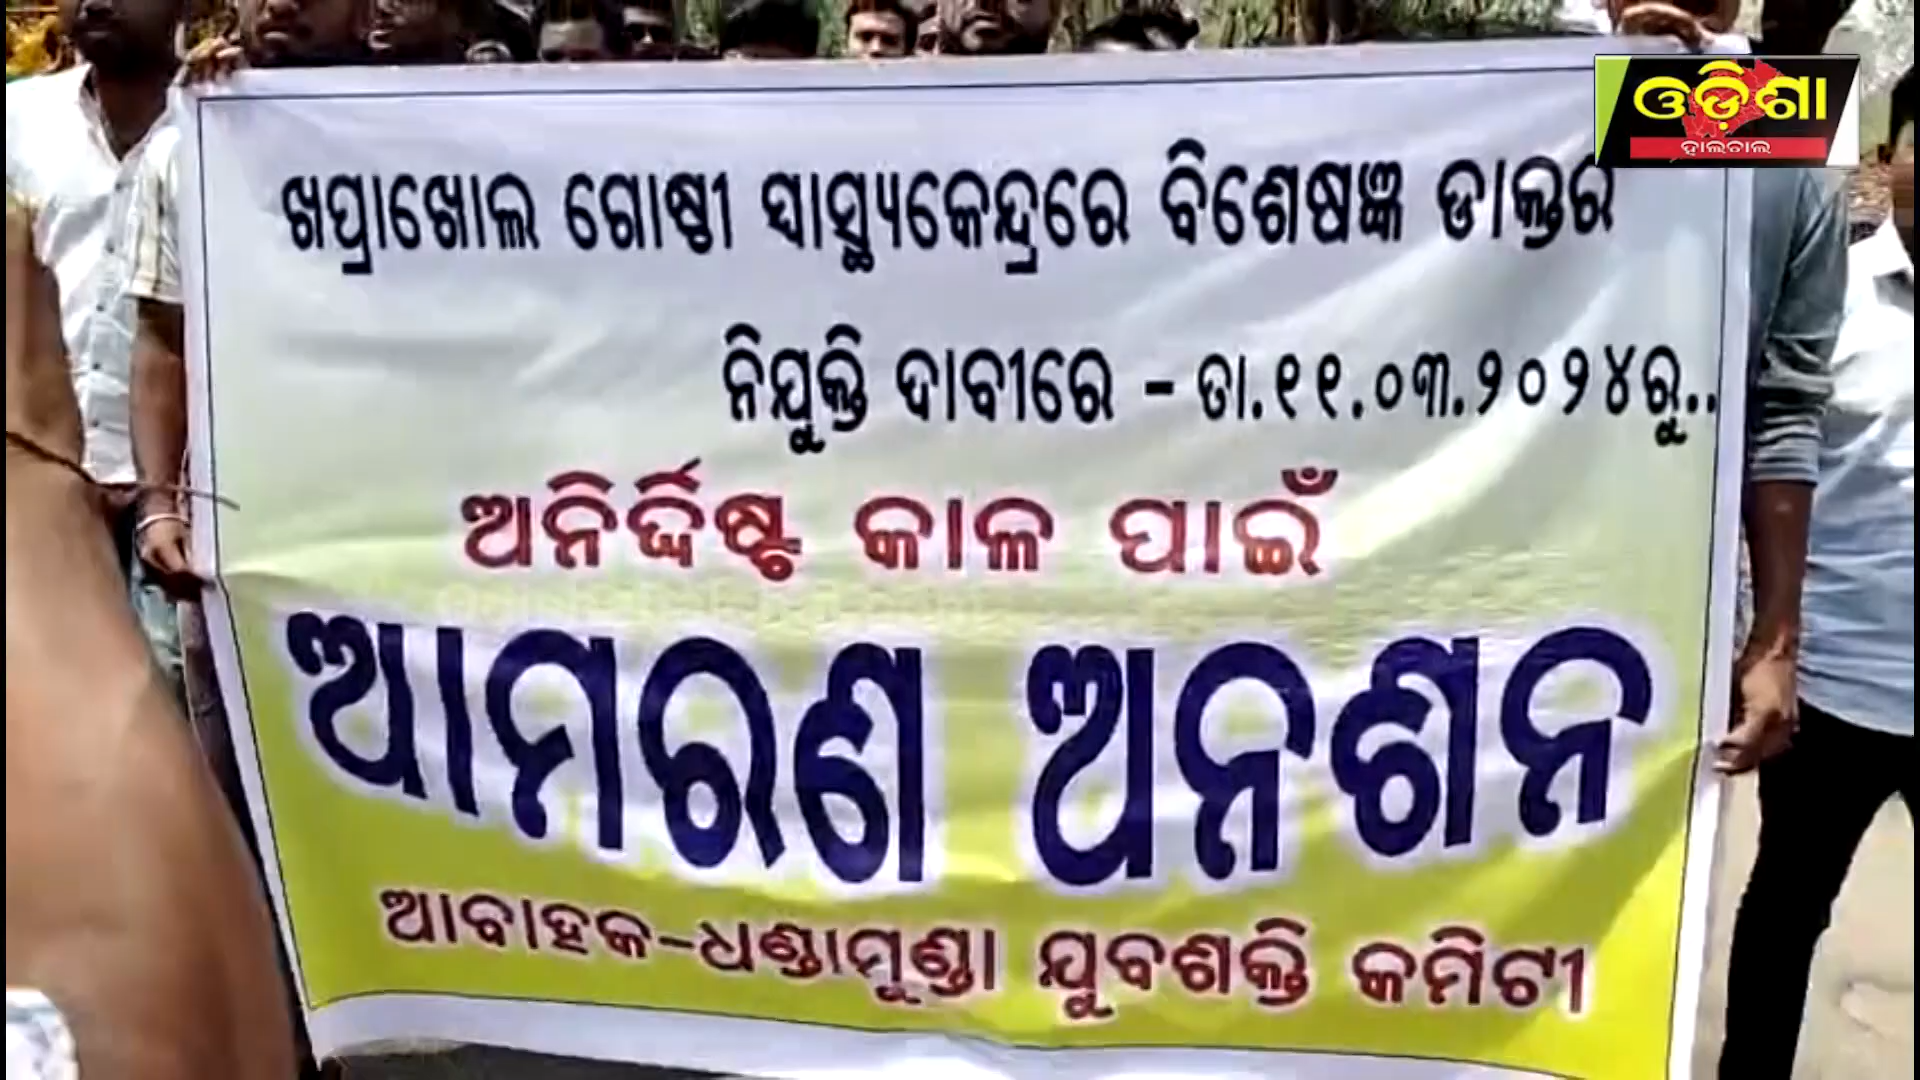 ଓଡ଼ିଶା
ହାଲଚାଲ
ଖପ୍ରାଖୋଲ ଗୋଷ୍ଠୀ ସ୍ୱାସ୍ଥ୍ୟକେନ୍ଦ୍ରରେ ବିଶେଷଜ୍ଞ ଡାକ୍ତର
ନିଯୁକ୍ତି ଦାବୀରେ - ତା.୧୧.୦୩.୨୦୨୪ରୁ..
ଅନିର୍ଦ୍ଦିଷ୍ଟ କାଳ ପାଇଁ
ଆମରଣ ଅନଶନ
ଆବାହକ-ଧଣ୍ଡାମୁଣ୍ଡା ଯୁବଶକ୍ତି କମିଟୀ